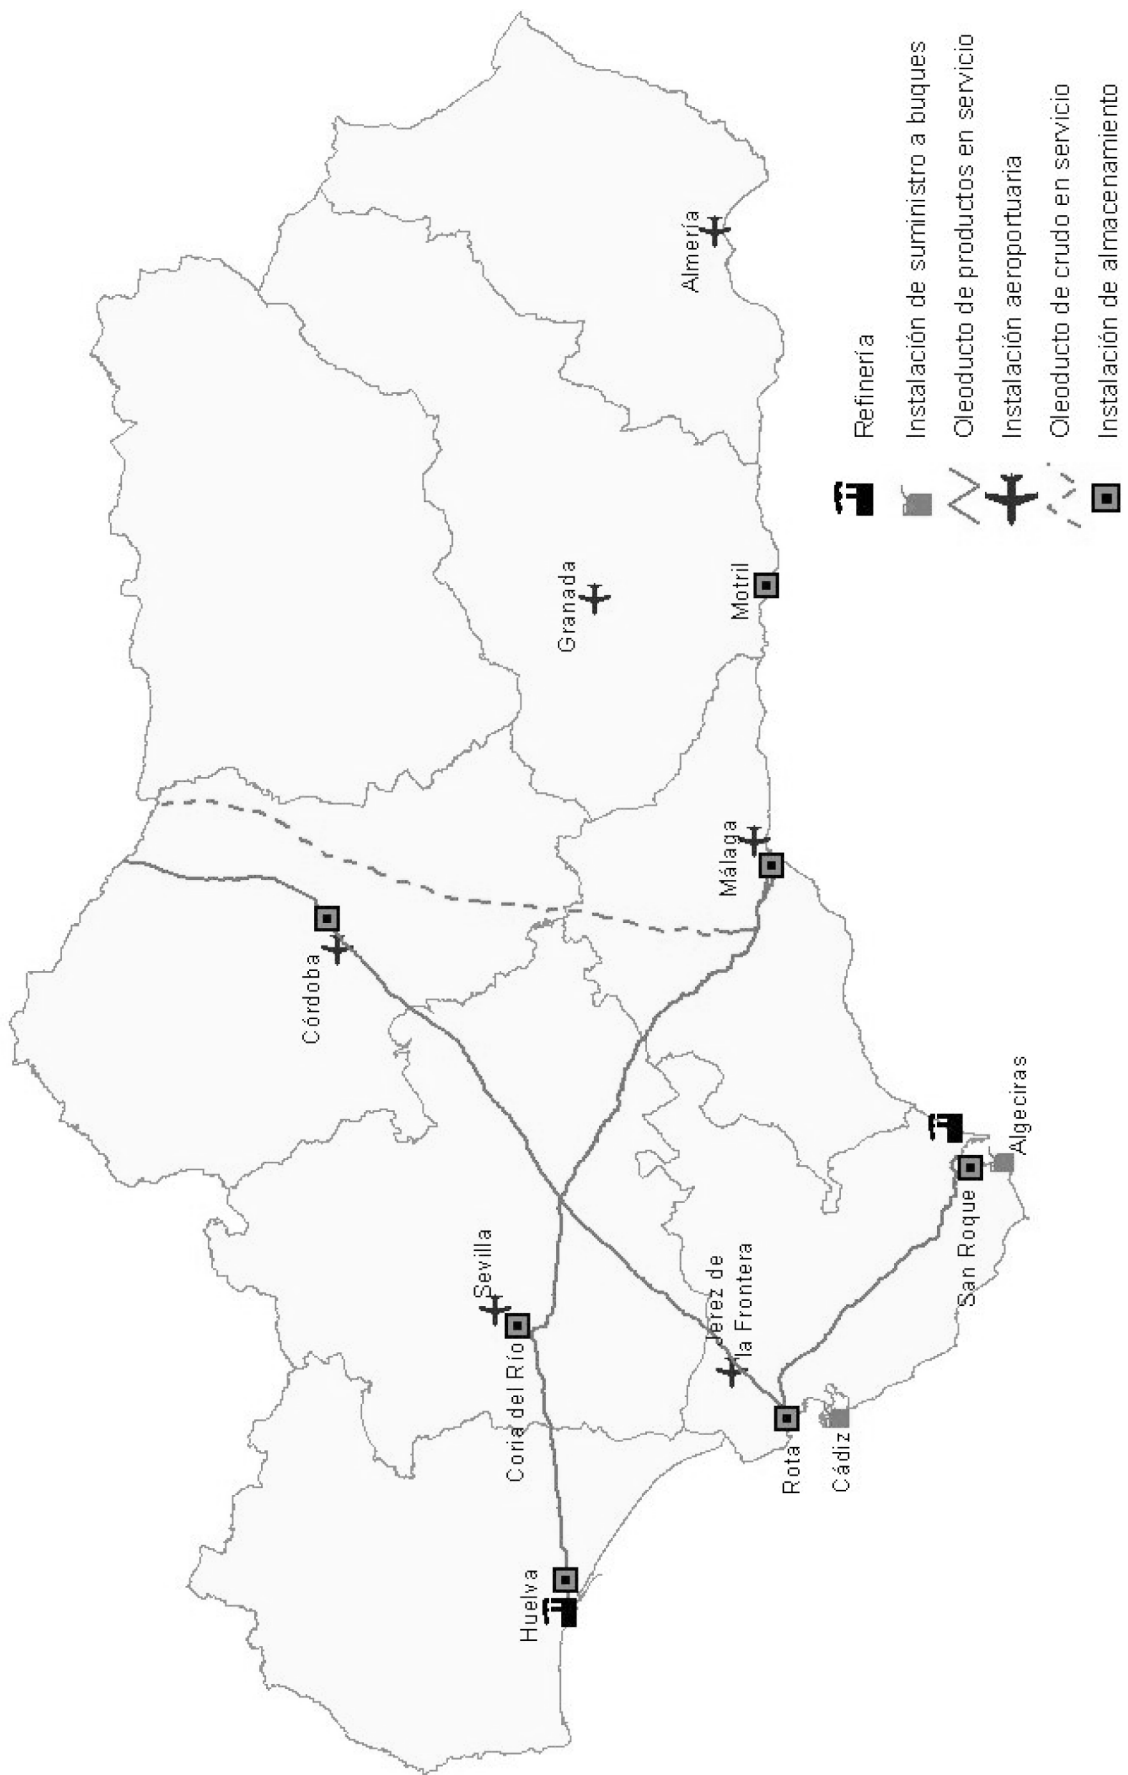 Córdoba
Sevilla
Granada
Huelva
Coria del Río
Jerez de
la Frontera
Málaga
Motril
Almería
Rota
Cádiz
San Roque
Algeciras
Refinería
Instalación de suministro a buques
Oleoducto de productos en servicio
Instalación aeroportuaria
Oleoducto de crudo en servicio
Instalación de almacenamiento